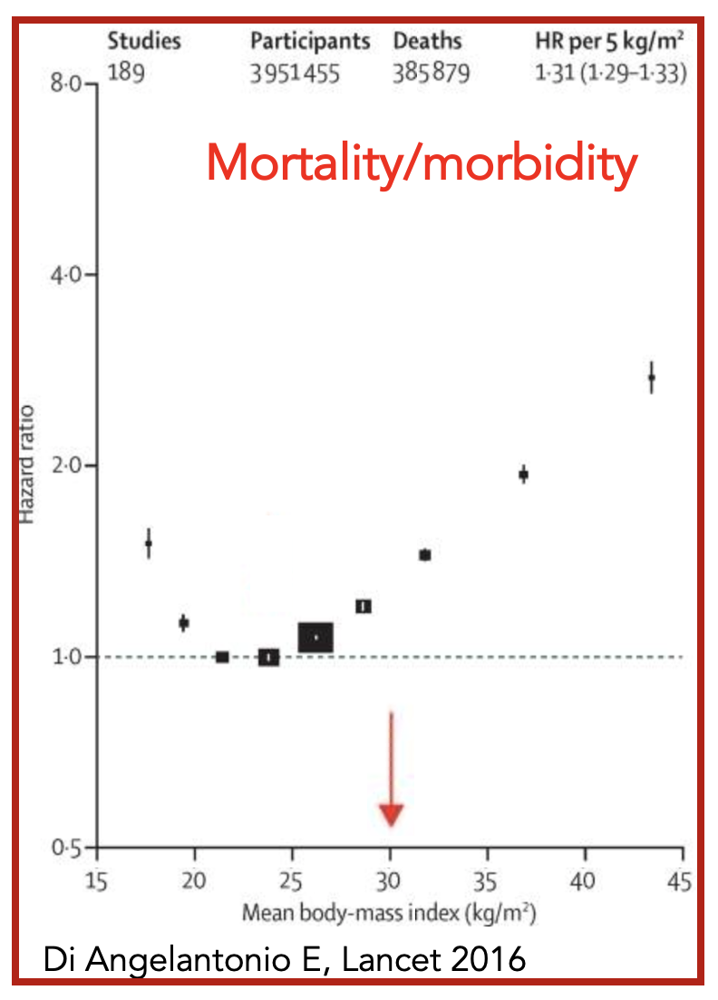 Studies Participants Deaths HR per 5 kg/m²
189 3951455 385879 1·31 (1·29–1·33)
Mortality/morbidity
8·0
4·0
2·0
1·0
0·5
Hazard ratio
15 20 25 30 35 40 45
Mean body-mass index (kg/m²)
Di Angelantonio E, Lancet 2016